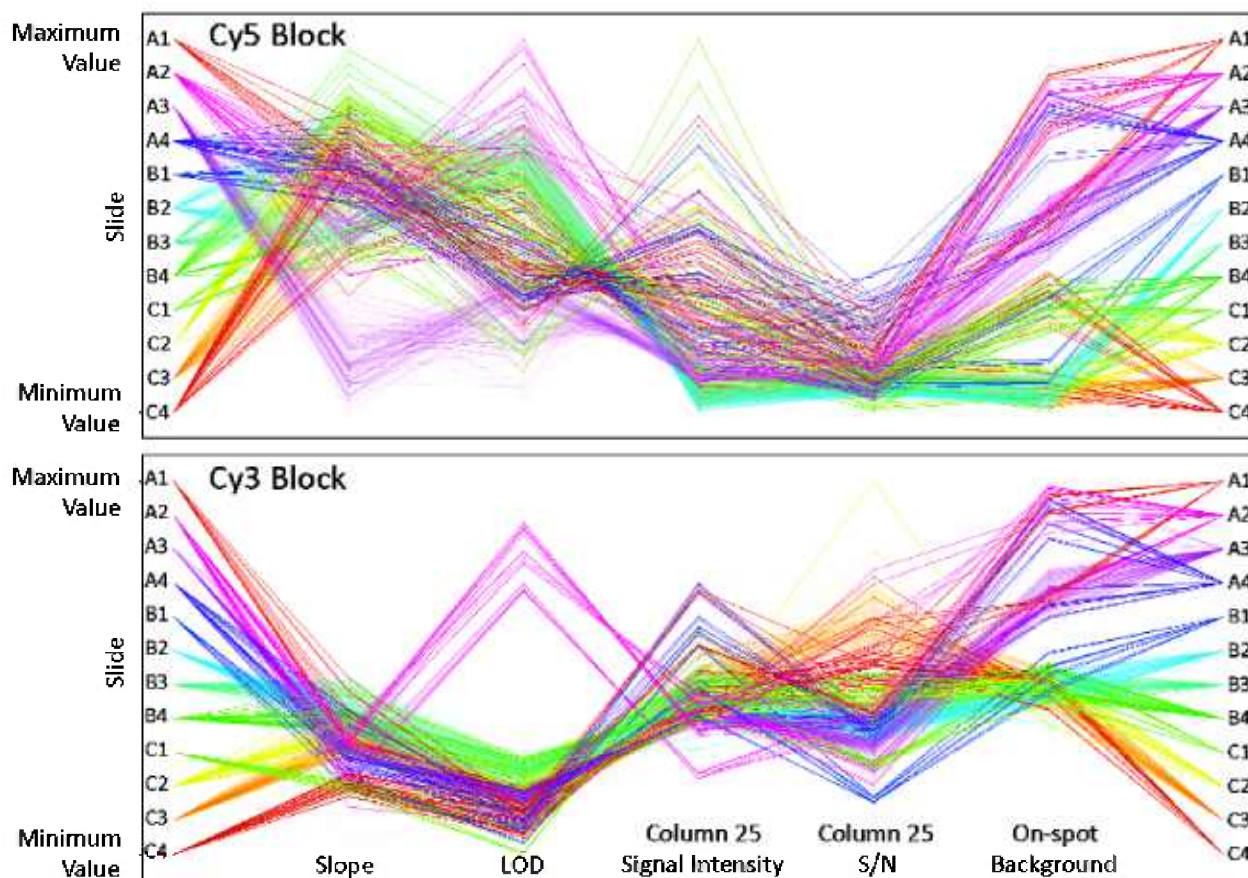 Cy5 Block
Maximum
Value
Slide
Minimum
Value
A1
A2
A3
A4
B1
B2
B3
B4
C1
C2
C3
C4
A1
A2
A3
A4
B1
B2
B3
B4
C1
C2
C3
C4
Cy3 Block
Maximum
Value
Slide
Minimum
Value
A1
A2
A3
A4
B1
B2
B3
B4
C1
C2
C3
C4
A1
A2
A3
A4
B1
B2
B3
B4
C1
C2
C3
C4
Slope
LOD
Column 25
Signal Intensity
Column 25
S/N
On-spot
Background